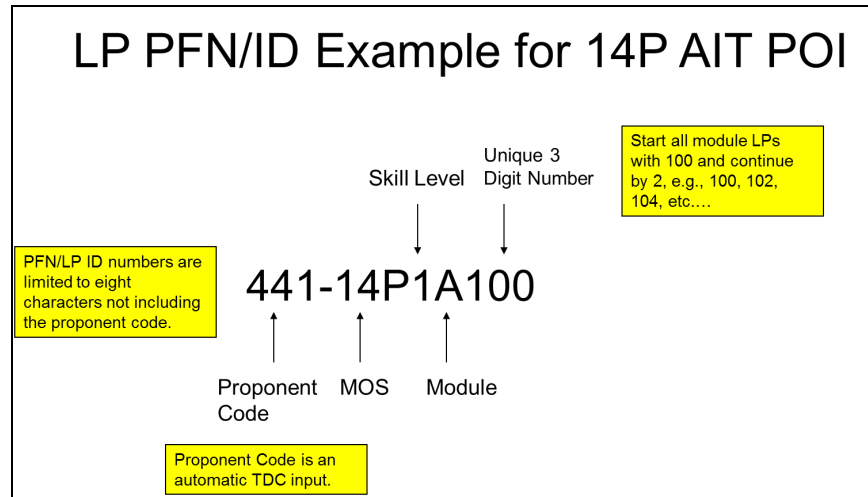 LP PFN/ID Example for 14P AIT POI
Skill Level
Unique 3
Digit Number
Start all module LPs
with 100 and continue
by 2, e.g., 100, 102,
104, etc.…
PFN/LP ID numbers are
limited to eight
characters not including
the proponent code.
441-14P1A100
Proponent
Code
MOS
Module
Proponent Code is an
automatic TDC input.